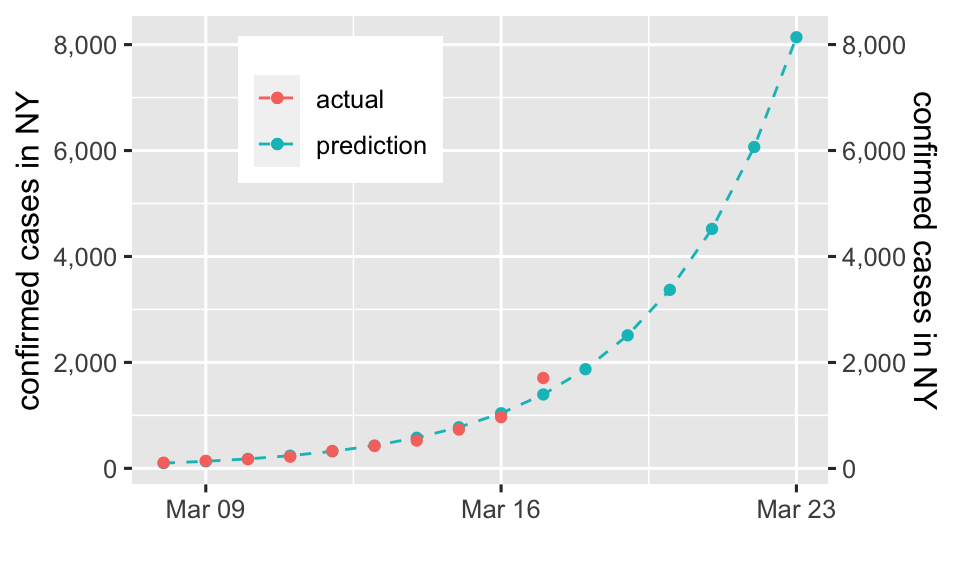 confirmed cases in NY
8,000
6,000
4,000
2,000
0
actual
prediction
8,000
6,000
4,000
2,000
0
confirmed cases in NY
Mar 09
Mar 16
Mar 23